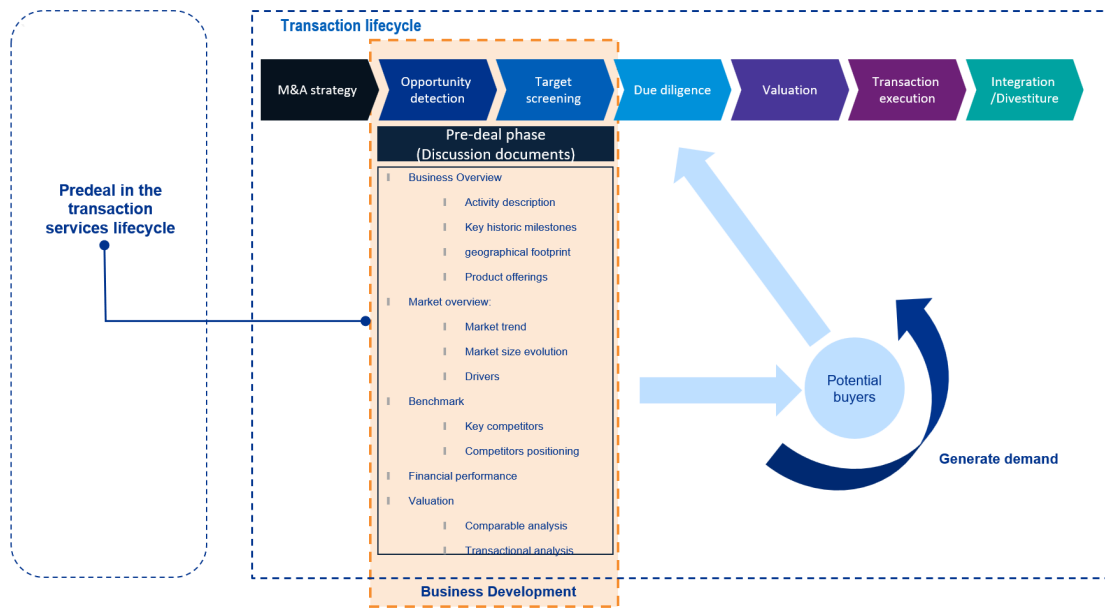 Transaction lifecycle
Predeal in the
transaction
services lifecycle
M&A strategy
Opportunity
detection
Target
screening
Due diligence
Valuation
Transaction
execution
Integration
/Divestiture
Pre-deal phase
(Discussion documents)
Business Overview
Activity description
Key historic milestones
geographical footprint
Product offerings
Market overview:
Market trend
Market size evolution
Drivers
Benchmark
Key competitors
Competitors positioning
Financial performance
Valuation
Comparable analysis
Transactional analysis
Business Development
Potential
buyers
Generate demand